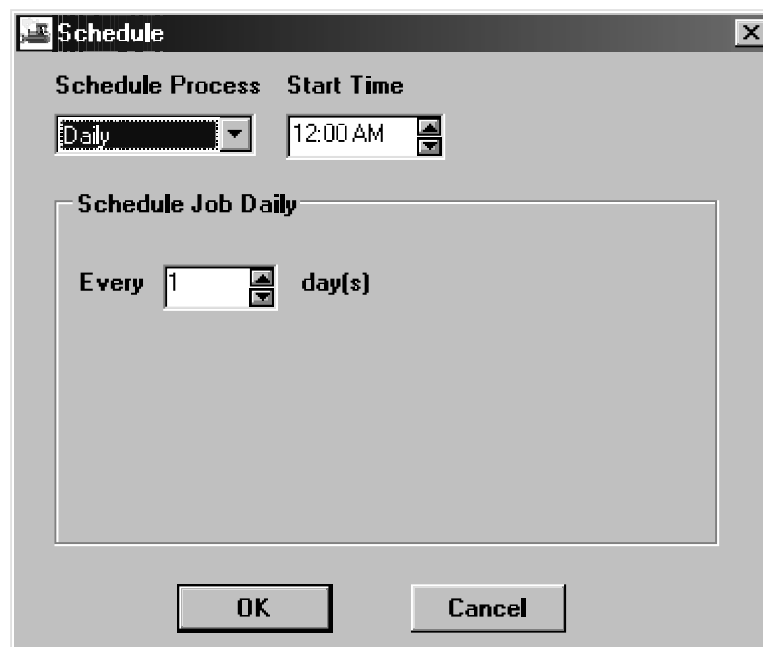 Schedule
Schedule Process Start Time
Daily 12:00 AM
Schedule Job Daily
Every 1 day(s)
OK Cancel